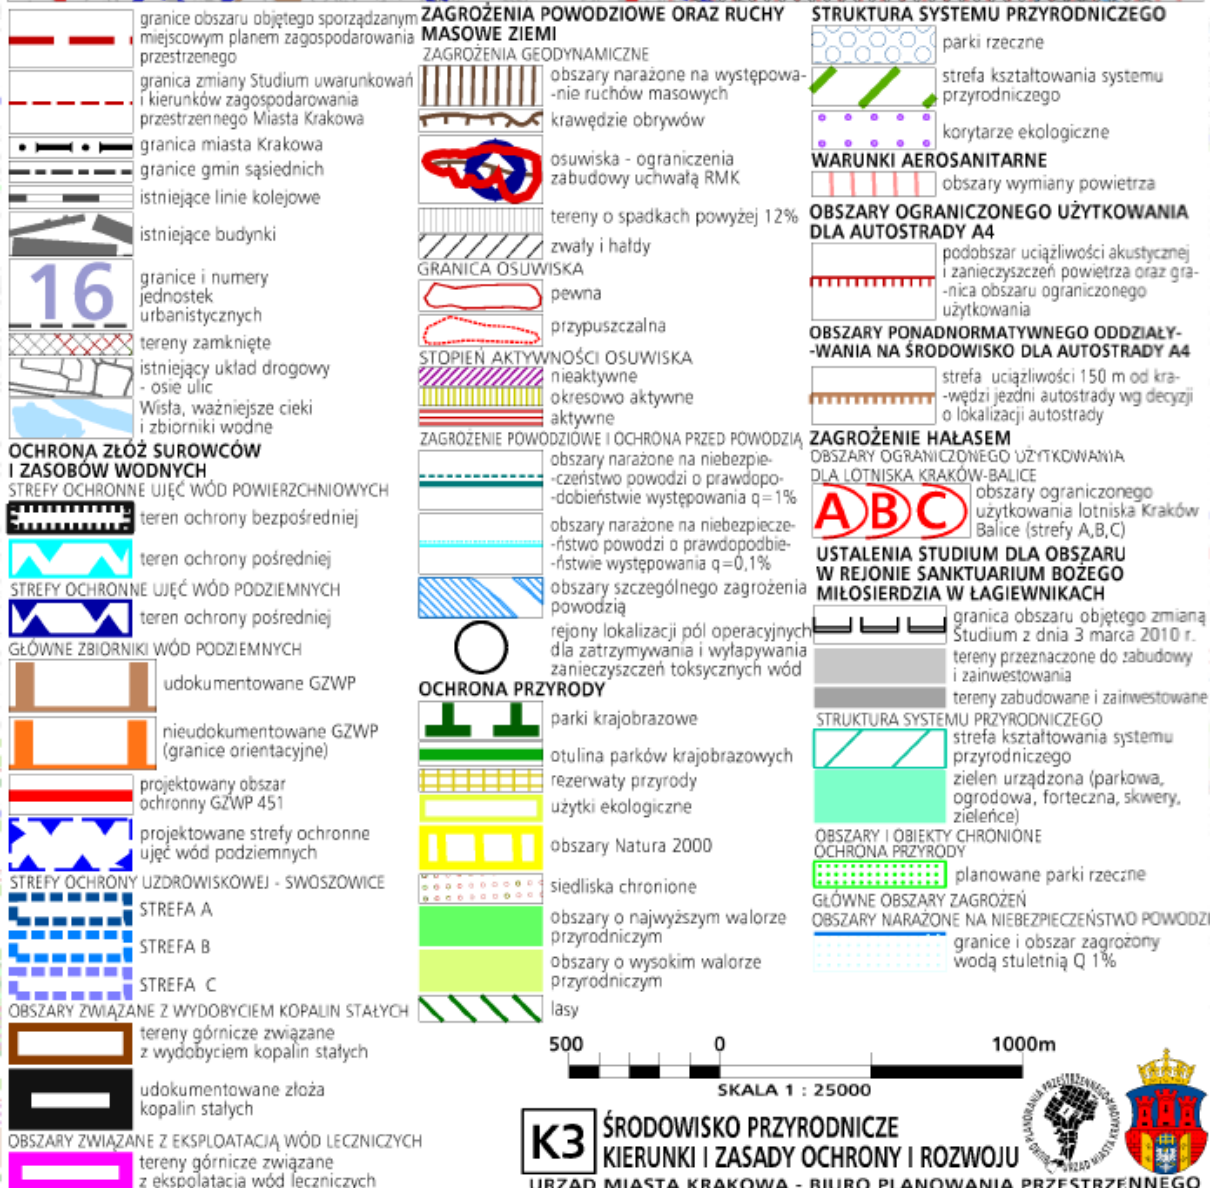 granice obszaru objętego sporządzanym
miejscowym planem zagospodarowania
przestrzenego
granica zmiany Studium uwarunkowań
i kierunków zagospodarowania
przestrzennego Miasta Krakowa
granica miasta Krakowa
granice gmin sąsiednich
istniejące linie kolejowe
istniejące budynki
16
granice i numery
jednostek
urbanistycznych
tereny zamknięte
istniejący układ drogowy
- osie ulic
Wisła, ważniejsze cieki
i zbiorniki wodne
OCHRONA ZŁÓŻ SUROWCÓW
I ZASOBÓW WODNYCH
STREFY OCHRONNE UJĘĆ WÓD POWIERZCHNIOWYCH
teren ochrony bezpośredniej
teren ochrony pośredniej
STREFY OCHRONNE UJĘĆ WÓD PODZIEMNYCH
teren ochrony pośredniej
GŁÓWNE ZBIORNIKI WÓD PODZIEMNYCH
udokumentowane GZWP
nieudokumentowane GZWP
(granice orientacyjne)
projektowany obszar
ochronny GZWP 451
projektowane strefy ochronne
ujęć wód podziemnych
STREFY OCHRONY UZDROWISKOWEJ - SWOSZOWICE
STREFA A
STREFA B
STREFA C
OBSZARY ZWIĄZANE Z WYDOBYCIEM KOPALIN STAŁYCH
tereny górnicze związane
z wydobyciem kopalin stałych
udokumentowane złoża
kopalin stałych
OBSZARY ZWIĄZANE Z EKSPLOATACJĄ WÓD LECZNICZYCH
tereny górnicze związane
z ekspolatacją wód leczniczych
ZAGROŻENIA POWODZIOWE ORAZ RUCHY
MASOWE ZIEMI
ZAGROŻENIA GEODYNAMICZNE
obszary narażone na występowa-
-nie ruchów masowych
krawędzie obrywów
osuwiska - ograniczenia
zabudowy uchwałą RMK
tereny o spadkach powyżej 12%
zwały i hałdy
GRANICA OSUWISKA
pewna
przypuszczalna
STOPIEŃ AKTYWNOŚCI OSUWISKA
nieaktywne
okresowo aktywne
aktywne
ZAGROŻENIE POWODZIOWE I OCHRONA PRZED POWODZIĄ
obszary narażone na niebezpie-
-czeństwo powodzi o prawdopo-
-dobieństwie występowania q=1%
obszary narażone na niebezpiecze-
-ństwo powodzi o prawdopodbie-
-ństwie występowania q=0,1%
obszary szczególnego zagrożenia
powodzią
rejony lokalizacji pól operacyjnych
dla zatrzymywania i wyłapywania
zanieczyszczeń toksycznych wód
OCHRONA PRZYRODY
parki krajobrazowe
otulina parków krajobrazowych
rezerwaty przyrody
użytki ekologiczne
obszary Natura 2000
siedliska chronione
obszary o najwyższym walorze
przyrodniczym
obszary o wysokim walorze
przyrodniczym
lasy
STRUKTURA SYSTEMU PRZYRODNICZEGO
parki rzeczne
strefa kształtowania systemu
przyrodniczego
korytarze ekologiczne
WARUNKI AEROSANITARNE
obszary wymiany powietrza
OBSZARY OGRANICZONEGO UŻYTKOWANIA
DLA AUTOSTRADY A4
podobszar uciążliwości akustycznej
i zanieczyszczeń powietrza oraz gra-
-nica obszaru ograniczonego
użytkowania
OBSZARY PONADNORMATYWNEGO ODDZIAŁY-
-WANIA NA ŚRODOWISKO DLA AUTOSTRADY A4
strefa uciążliwości 150 m od kra-
-wędzi jezdni autostrady wg decyzji
o lokalizacji autostrady
ZAGROŻENIE HAŁASEM
OBSZARY OGRANICZONEGO UŻYTKOWANIA
DLA LOTNISKA KRAKÓW-BALICE
ABC
obszary ograniczonego
użytkowania lotniska Kraków
Balice (strefy A,B,C)
USTALENIA STUDIUM DLA OBSZARU
W REJONIE SANKTUARIUM BOŻEGO
MIŁOSIERDZIA W ŁAGIEWNIKACH
granica obszaru objętego zmianą
Studium z dnia 3 marca 2010 r.
tereny przeznaczone do zabudowy
i zainwestowania
tereny zabudowane i zainwestowane
STRUKTURA SYSTEMU PRZYRODNICZEGO
strefa kształtowania systemu
przyrodniczego
zielen urządzona (parkowa,
ogrodowa, forteczna, skwery,
zieleńce)
OBSZARY I OBIEKTY CHRONIONE
OCHRONA PRZYRODY
planowane parki rzeczne
GŁÓWNE OBSZARY ZAGROŻEŃ
OBSZARY NARAŻONE NA NIEBEZPIECZEŃSTWO POWODZI
granice i obszar zagrożony
wodą stuletnią Q 1%
500 0 1000m
SKALA 1 : 25000
K3
ŚRODOWISKO PRZYRODNICZE
KIERUNKI I ZASADY OCHRONY I ROZWOJU
URZĄD MIASTA KRAKOWA - BIURO PLANOWANIA PRZESTRZENNEGO